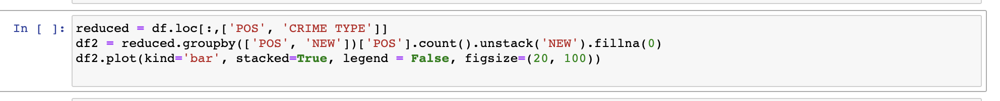 In [ ]:
reduced = df.loc[:,['POS', 'CRIME TYPE']]
df2 = reduced.groupby(['POS', 'NEW'])['POS'].count().unstack('NEW').fillna(0)
df2.plot(kind='bar', stacked=True, legend = False, figsize=(20, 100))